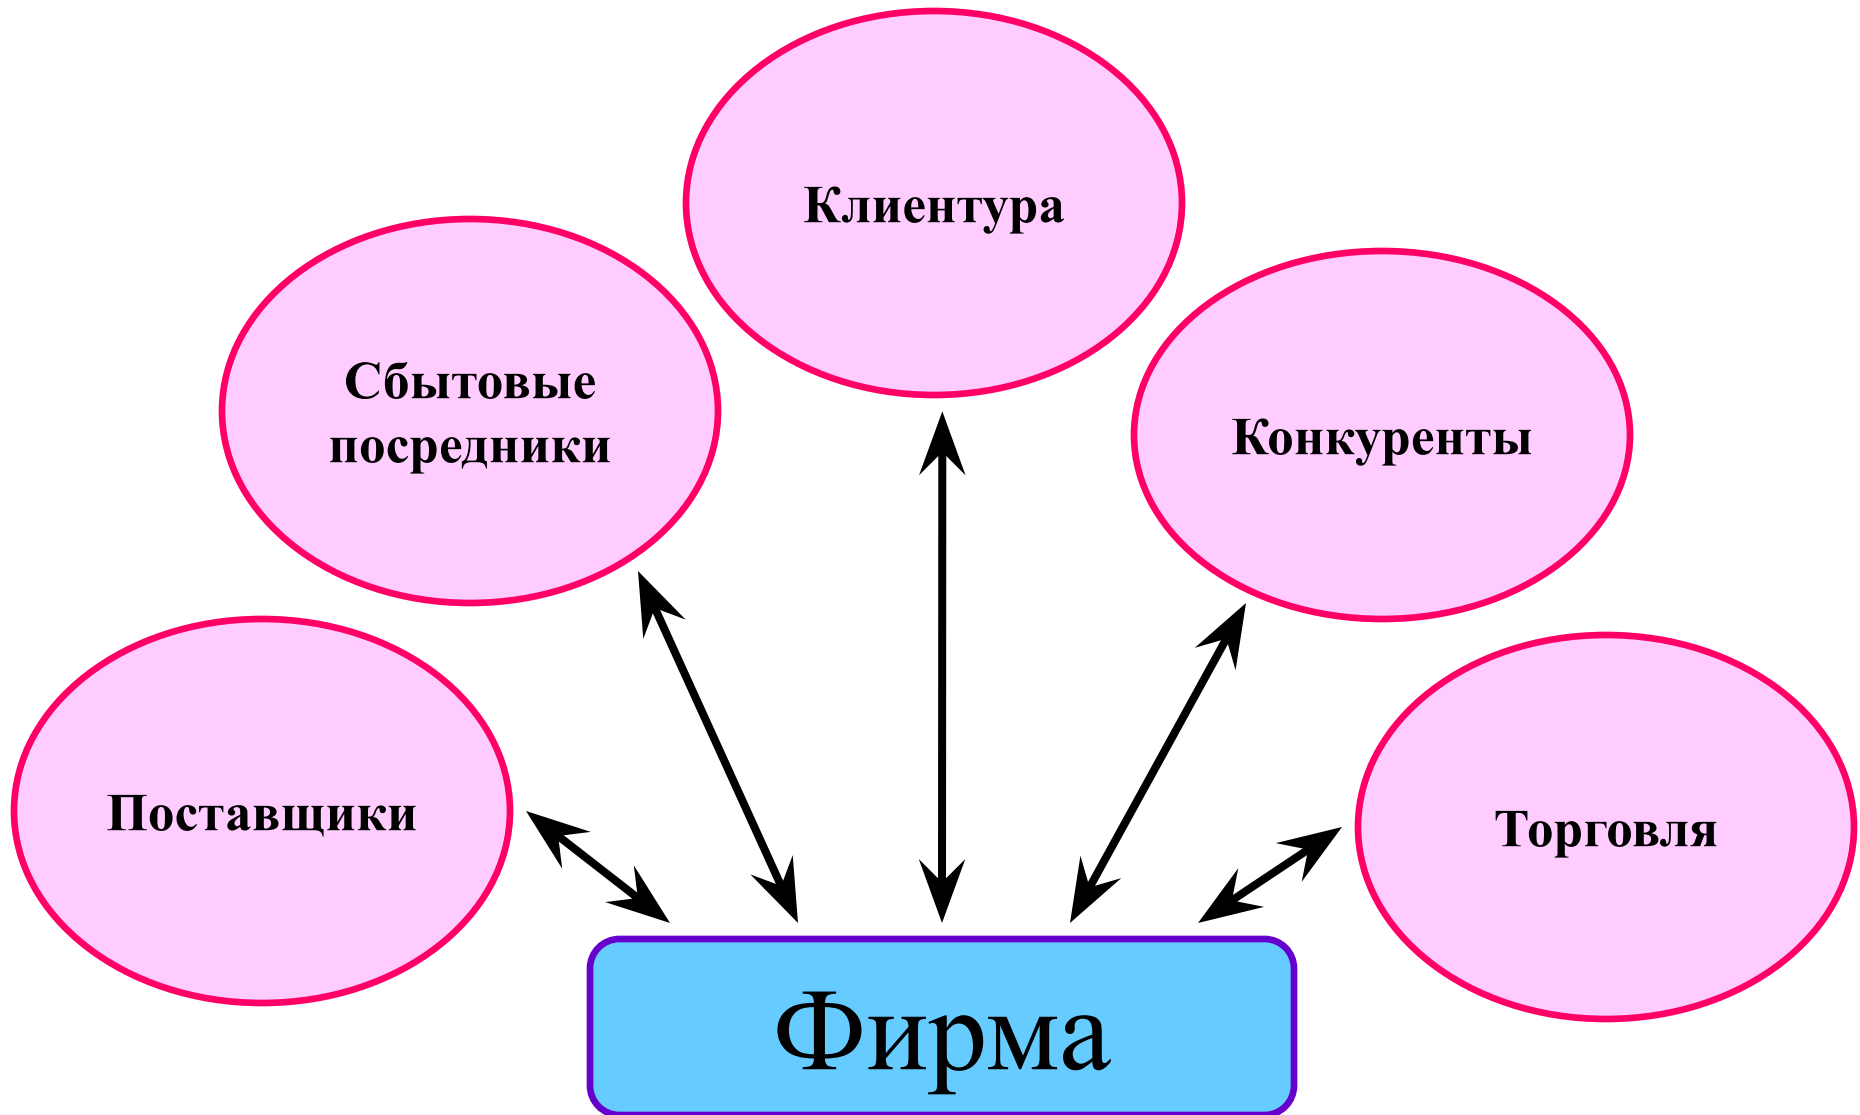 Клиентура
Сбытовые
посредники
Конкуренты
Поставщики
Торговля
Фирма